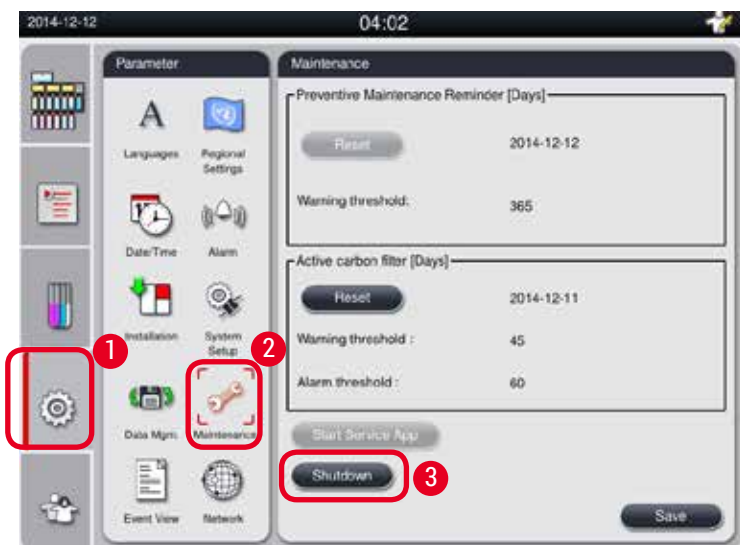 2014-12-12 04:02
Parameter
Languages
Regional
Settings
Date/Time
Alarm
Installation
System
Setup
Data Mgm.
Maintenance
Event View
Network
Maintenance
Preventive Maintenance Reminder [Days]
Reset 2014-12-12
Warning threshold: 365
Active carbon filter [Days]
Reset 2014-12-11
Warning threshold : 45
Alarm threshold : 60
Start Service App
Shutdown
Save
1
2
3